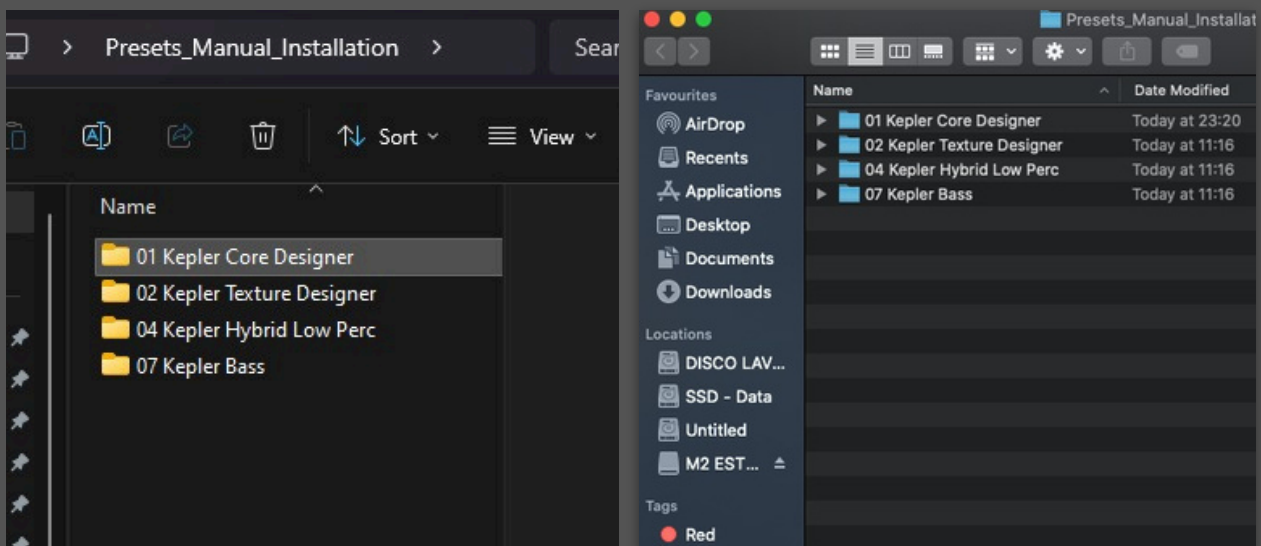 Presets_Manual_Installation
Sear
Sort
View
Name
01 Kepler Core Designer
02 Kepler Texture Designer
04 Kepler Hybrid Low Perc
07 Kepler Bass
Presets_Manual_Installat
Favourites
AirDrop
Recents
Applications
Desktop
Documents
Downloads
Locations
DISCO LAV...
SSD - Data
Untitled
M2 EST...
Tags
Red
Name Date Modified
01 Kepler Core Designer Today at 23:20
02 Kepler Texture Designer Today at 11:16
04 Kepler Hybrid Low Perc Today at 11:16
07 Kepler Bass Today at 11:16